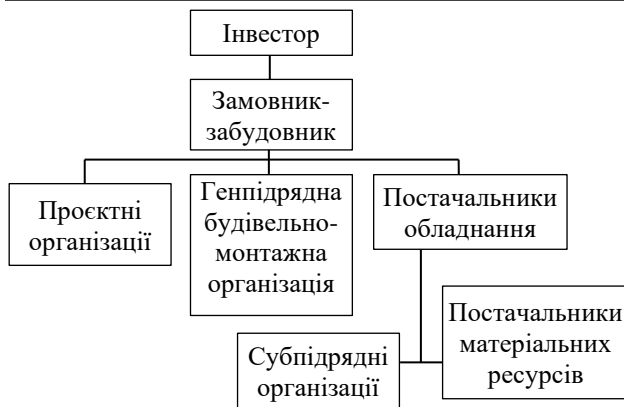 Інвестор
Замовник-
забудовник
Проєктні
організації
Генпідрядна
будівельно-
монтажна
організація
Постачальники
обладнання
Субпідрядні
організації
Постачальники
матеріальних
ресурсів